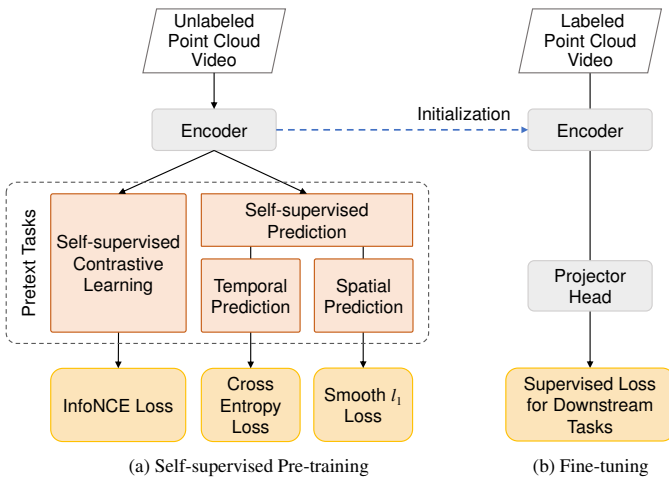 Unlabeled
Point Cloud
Video
Labeled
Point Cloud
Video
Encoder
Initialization
Encoder
Pretext Tasks
Self-supervised
Contrastive
Learning
Self-supervised
Prediction
Temporal
Prediction
Spatial
Prediction
Projector
Head
InfoNCE Loss
Cross
Entropy
Loss
Smooth l₁
Loss
Supervised Loss
for Downstream
Tasks
(a) Self-supervised Pre-training
(b) Fine-tuning